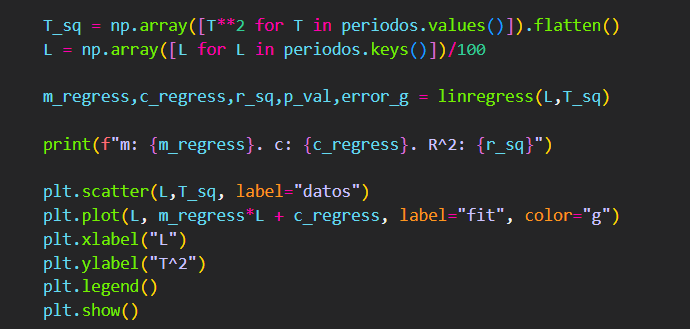 T_sq = np.array([T**2 for T in periodos.values()]).flatten()
L = np.array([L for L in periodos.keys()])/100
m_regress,c_regress,r_sq,p_val,error_g = linregress(L,T_sq)
print(f"m: {m_regress}. c: {c_regress}. R^2: {r_sq}")
plt.scatter(L,T_sq, label="datos")
plt.plot(L, m_regress*L + c_regress, label="fit", color="g")
plt.xlabel("L")
plt.ylabel("T^2")
plt.legend()
plt.show()